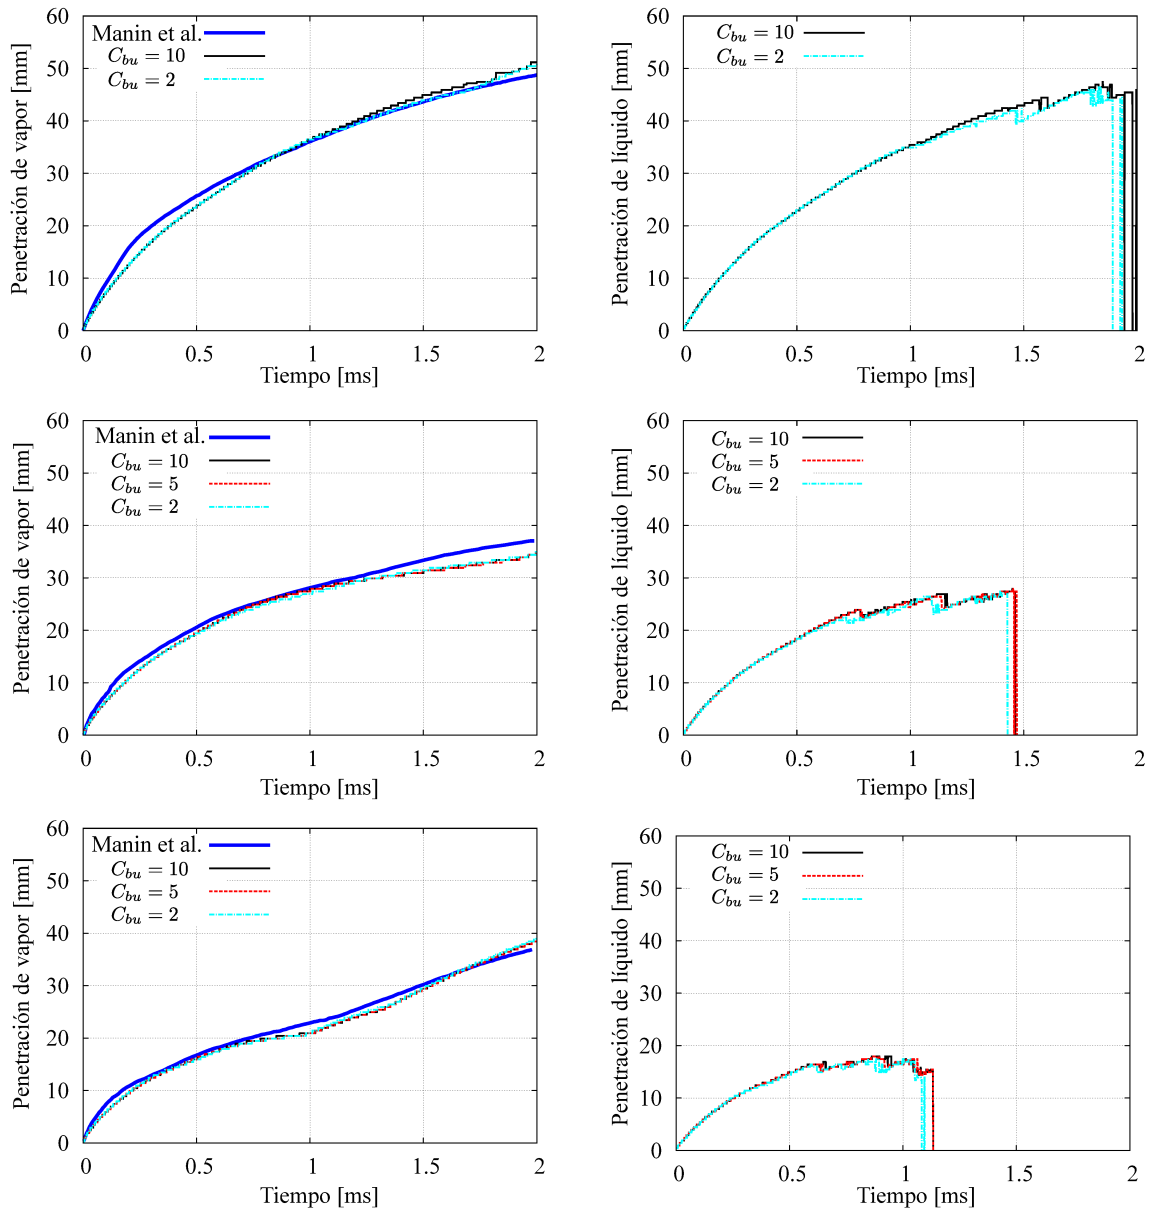 Penetración de vapor [mm]
60
50
40
30
20
10
0
Manin et al.
C_bu = 10
C_bu = 2
0 0.5 1 1.5 2
Tiempo [ms]
Penetración de líquido [mm]
60
50
40
30
20
10
0
C_bu = 10
C_bu = 2
0 0.5 1 1.5 2
Tiempo [ms]
Penetración de vapor [mm]
60
50
40
30
20
10
0
Manin et al.
C_bu = 10
C_bu = 5
C_bu = 2
0 0.5 1 1.5 2
Tiempo [ms]
Penetración de líquido [mm]
60
50
40
30
20
10
0
C_bu = 10
C_bu = 5
C_bu = 2
0 0.5 1 1.5 2
Tiempo [ms]
Penetración de vapor [mm]
60
50
40
30
20
10
0
Manin et al.
C_bu = 10
C_bu = 5
C_bu = 2
0 0.5 1 1.5 2
Tiempo [ms]
Penetración de líquido [mm]
60
50
40
30
20
10
0
C_bu = 10
C_bu = 5
C_bu = 2
0 0.5 1 1.5 2
Tiempo [ms]